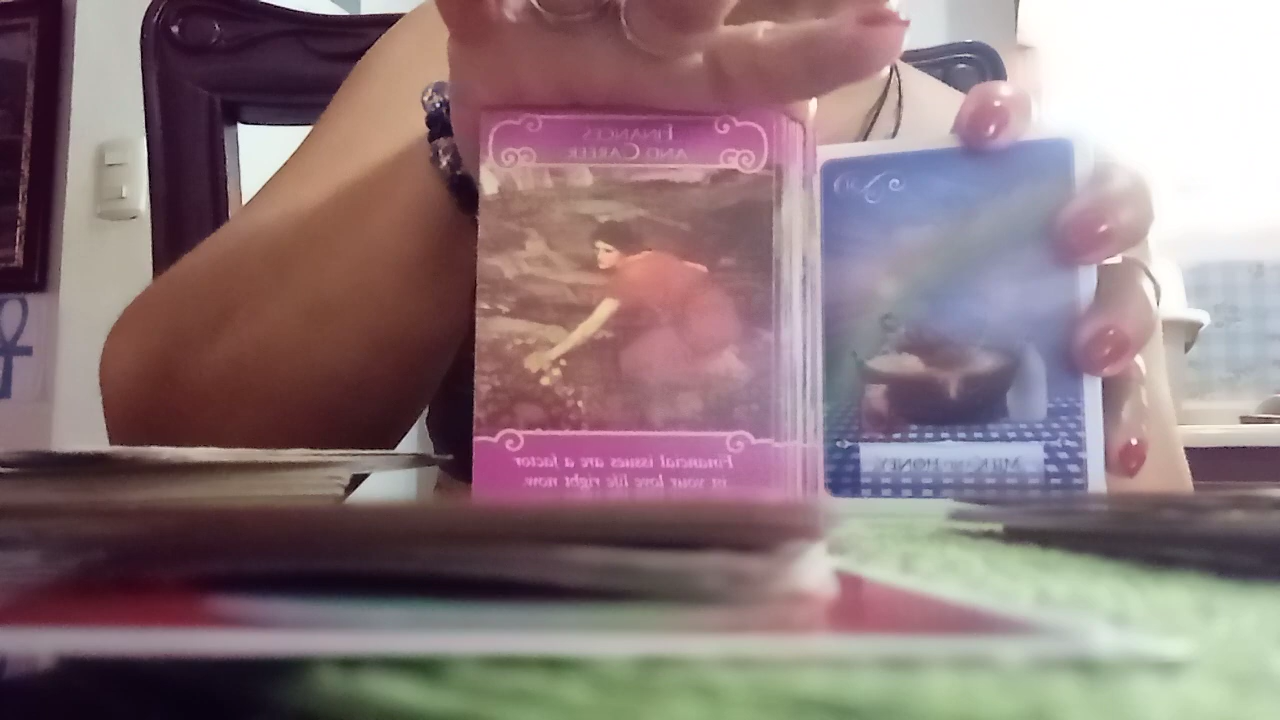 FINANCES
AND CAREER
Financial issues are a factor
in your love life right now.
MILK AND HONEY